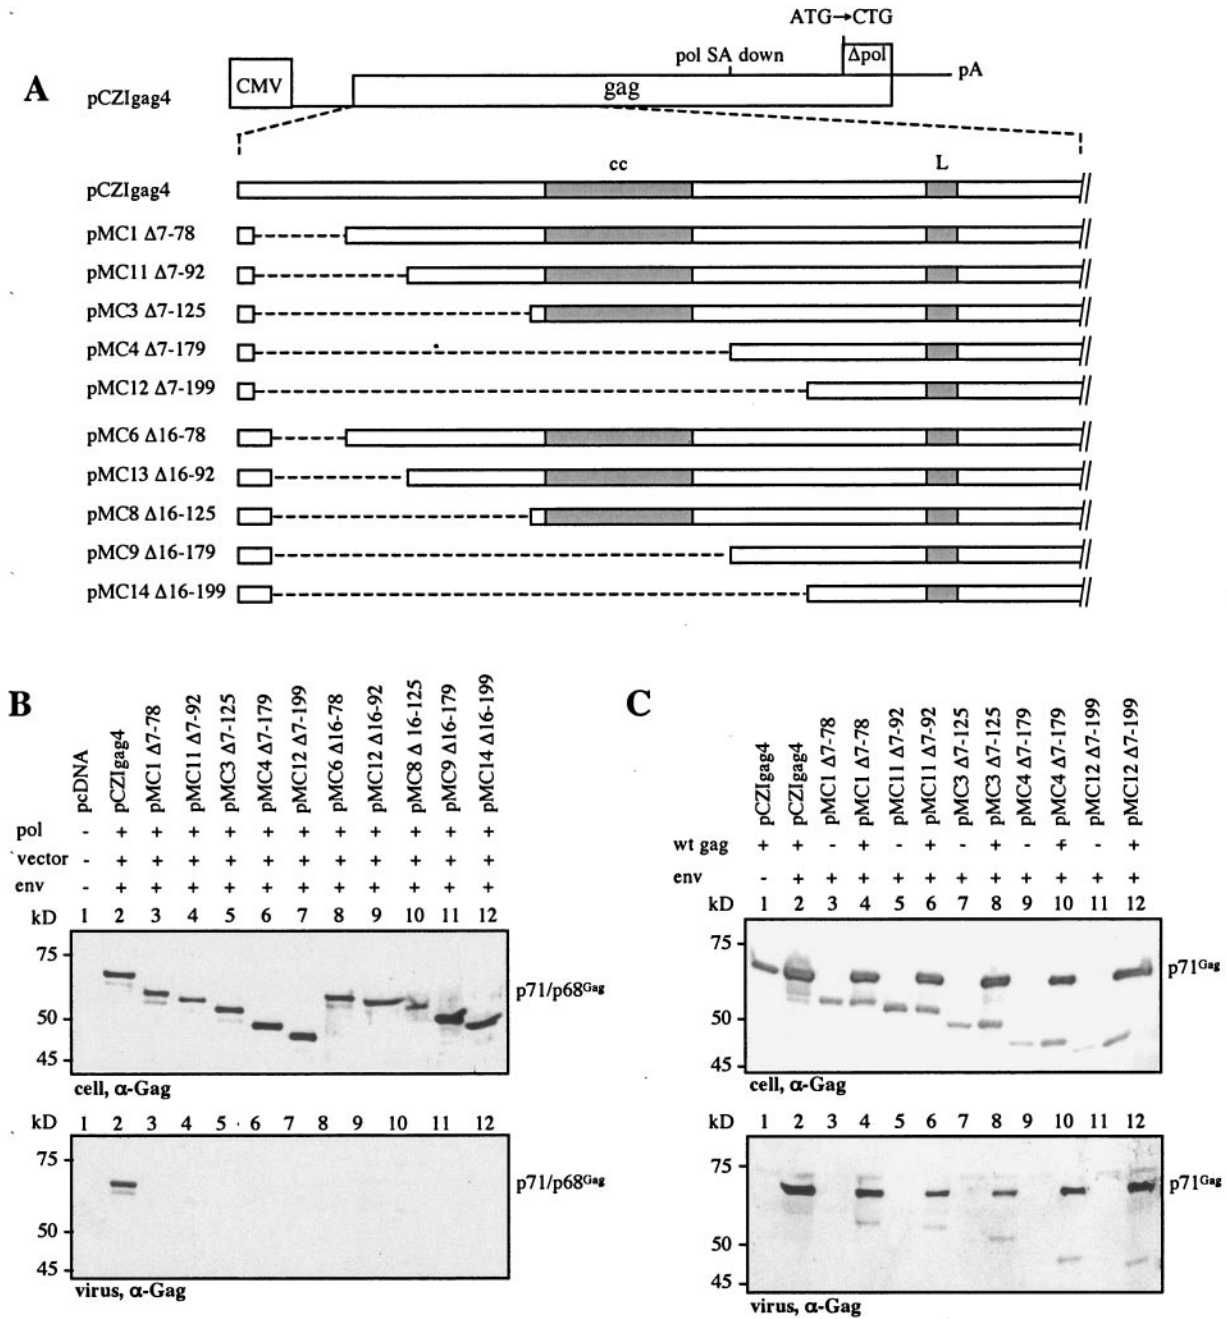 ATG→CTG
pol SA down
Δpol
A
pCZIgag4
CMV
gag
pA
cc
L
pCZIgag4
pMC1 Δ7-78
pMC11 Δ7-92
pMC3 Δ7-125
pMC4 Δ7-179
pMC12 Δ7-199
pMC6 Δ16-78
pMC13 Δ16-92
pMC8 Δ16-125
pMC9 Δ16-179
pMC14 Δ16-199
B
pcDNA
pCZIgag4
pMC1 Δ7-78
pMC11 Δ7-92
pMC3 Δ7-125
pMC4 Δ7-179
pMC12 Δ7-199
pMC6 Δ16-78
pMC12 Δ16-92
pMC8 Δ 16-125
pMC9 Δ16-179
pMC14 Δ16-199
pol - + + + + + + + + + + +
vector - + + + + + + + + + + +
env - + + + + + + + + + + +
kD 1 2 3 4 5 6 7 8 9 10 11 12
75
50
45
p71/p68Gag
cell, α-Gag
kD 1 2 3 4 5 6 7 8 9 10 11 12
75
50
45
p71/p68Gag
virus, α-Gag
C
pCZIgag4
pCZIgag4
pMC1 Δ7-78
pMC1 Δ7-78
pMC11 Δ7-92
pMC11 Δ7-92
pMC3 Δ7-125
pMC3 Δ7-125
pMC4 Δ7-179
pMC4 Δ7-179
pMC12 Δ7-199
pMC12 Δ7-199
wt gag + + - + - + - + - + - +
env - + + + + + + + + + + +
kD 1 2 3 4 5 6 7 8 9 10 11 12
75
50
45
p71Gag
cell, α-Gag
kD 1 2 3 4 5 6 7 8 9 10 11 12
75
50
45
p71Gag
virus, α-Gag